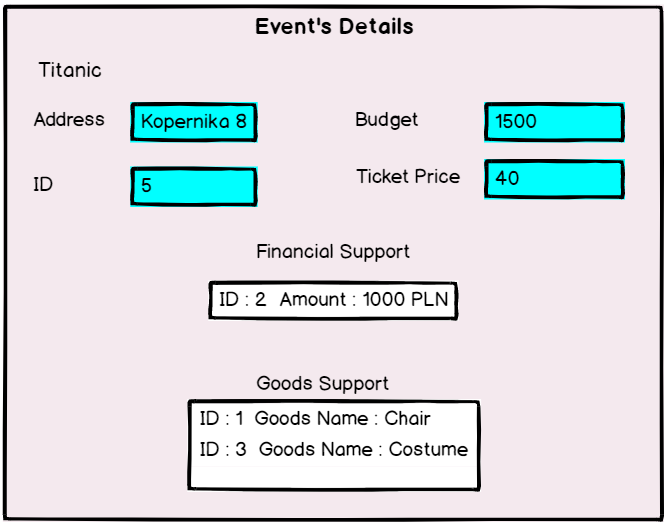 Event's Details
Titanic
Address Kopernika 8 Budget 1500
ID 5 Ticket Price 40
Financial Support
ID : 2 Amount : 1000 PLN
Goods Support
ID : 1 Goods Name : Chair
ID : 3 Goods Name : Costume